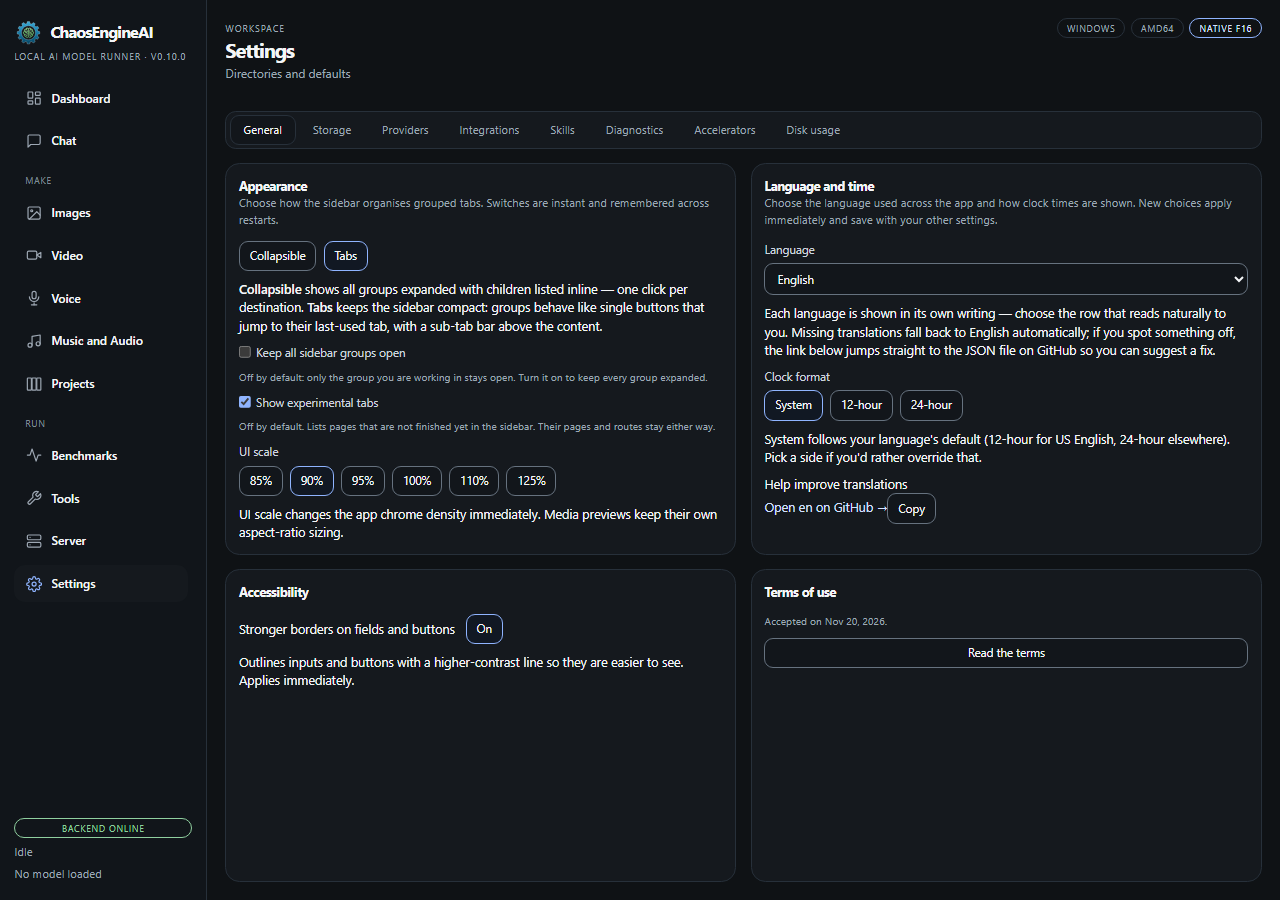 ChaosEngineAI
LOCAL AI MODEL RUNNER · V0.10.0
Dashboard
Chat
MAKE
Images
Video
Voice
Music and Audio
Projects
RUN
Benchmarks
Tools
Server
Settings
BACKEND ONLINE
Idle
No model loaded
WORKSPACE
Settings
Directories and defaults
WINDOWS
AMD64
NATIVE F16
General
Storage
Providers
Integrations
Skills
Diagnostics
Accelerators
Disk usage
Appearance
Choose how the sidebar organises grouped tabs. Switches are instant and remembered across
restarts.
Collapsible
Tabs
Collapsible shows all groups expanded with children listed inline — one click per
destination. Tabs keeps the sidebar compact: groups behave like single buttons that
jump to their last-used tab, with a sub-tab bar above the content.
Keep all sidebar groups open
Off by default: only the group you are working in stays open. Turn it on to keep every group expanded.
Show experimental tabs
Off by default. Lists pages that are not finished yet in the sidebar. Their pages and routes stay either way.
UI scale
85%
90%
95%
100%
110%
125%
UI scale changes the app chrome density immediately. Media previews keep their own
aspect-ratio sizing.
Language and time
Choose the language used across the app and how clock times are shown. New choices apply
immediately and save with your other settings.
Language
English
Each language is shown in its own writing — choose the row that reads naturally to
you. Missing translations fall back to English automatically; if you spot something off,
the link below jumps straight to the JSON file on GitHub so you can suggest a fix.
Clock format
System
12-hour
24-hour
System follows your language's default (12-hour for US English, 24-hour elsewhere).
Pick a side if you'd rather override that.
Help improve translations
Open en on GitHub →
Copy
Accessibility
Stronger borders on fields and buttons
On
Outlines inputs and buttons with a higher-contrast line so they are easier to see.
Applies immediately.
Terms of use
Accepted on Nov 20, 2026.
Read the terms